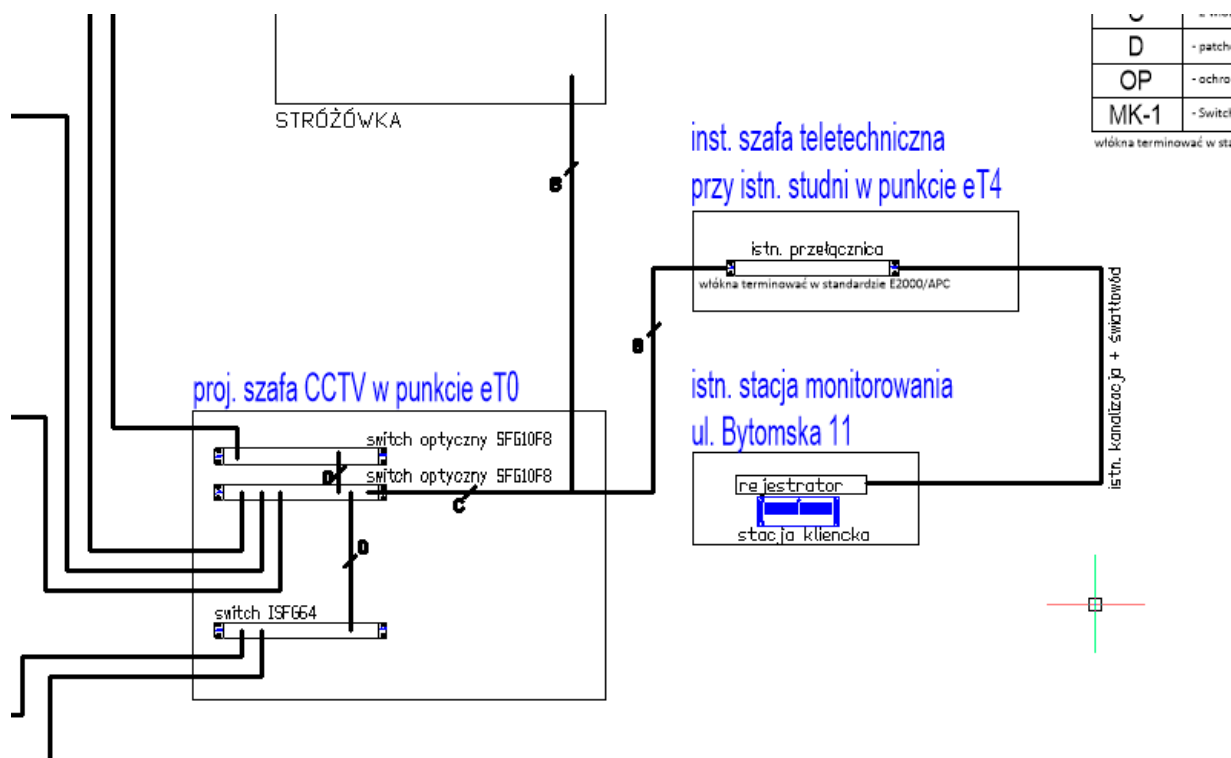 D
- patch
OP
- ochro
MK-1
- Switch
włókna terminować w sta
STRÓŻÓWKA
inst. szafa teletechniczna
przy istn. studni w punkcie eT4
B
istn. przełącznica
włókna terminować w standardzie E2000/APC
B
istn. kanalizacja + światłowód
proj. szafa CCTV w punkcie eT0
istn. stacja monitorowania
ul. Bytomska 11
switch optyczny SFG10F8
D
switch optyczny SFG10F8
C
rejestrator
stacja kliencka
D
switch ISFG64